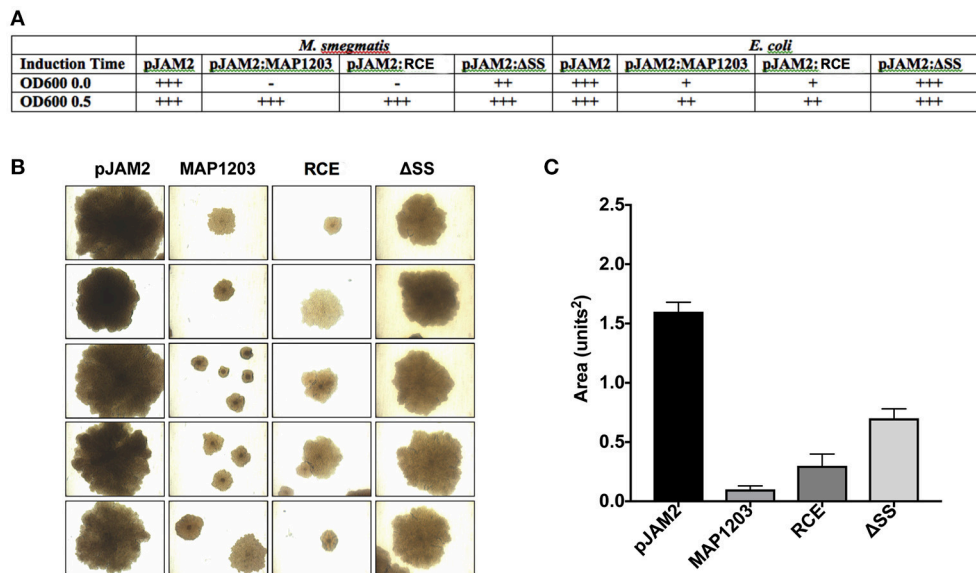 A
M. smegmatis E. coli
Induction Time pJAM2 pJAM2:MAP1203 pJAM2:RCE pJAM2:ΔSS pJAM2 pJAM2:MAP1203 pJAM2:RCE pJAM2:ΔSS
OD600 0.0 +++ - - ++ +++ + + +++
OD600 0.5 +++ +++ +++ +++ +++ ++ ++ +++
B
pJAM2 MAP1203 RCE ΔSS
C
Area (units²)
2.5
2.0
1.5
1.0
0.5
0.0
pJAM2
MAP1203
RCE
ΔSS